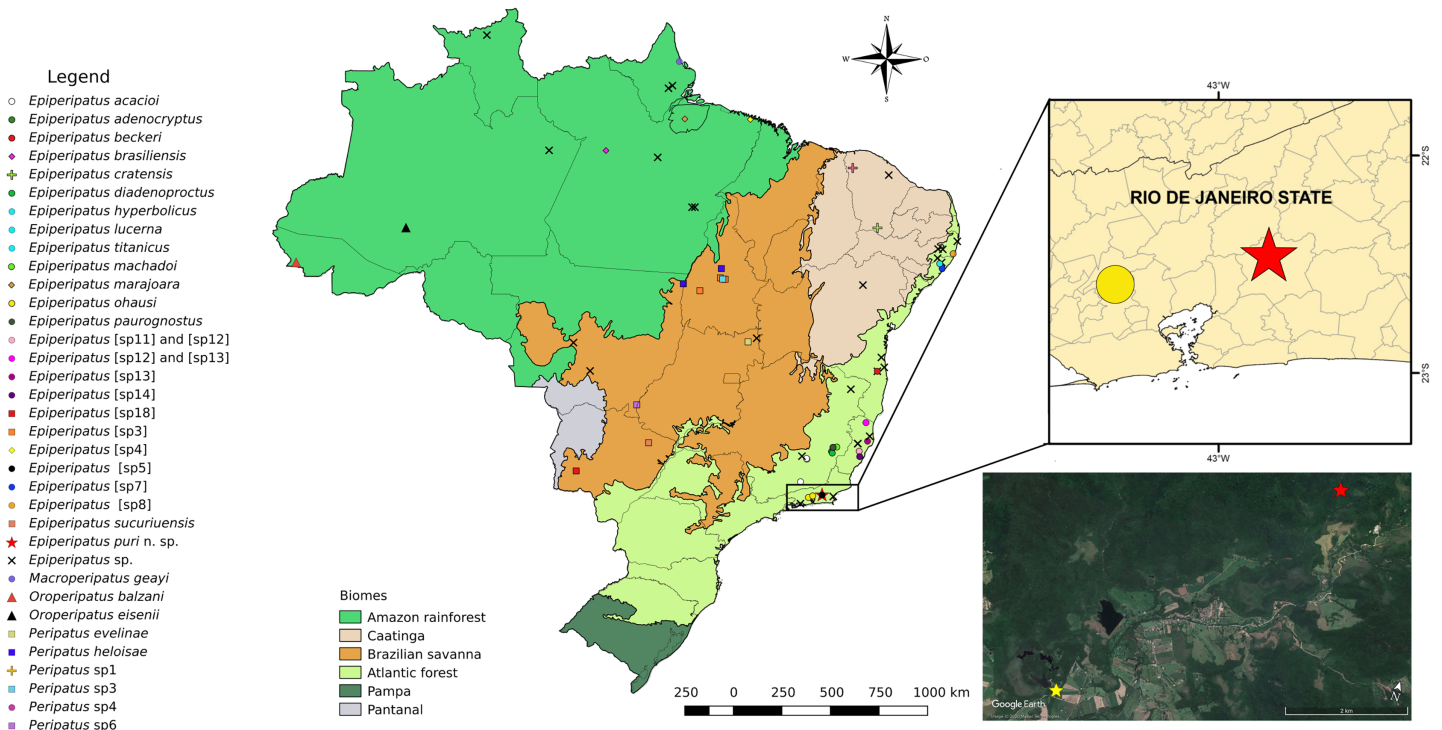 Legend
Epiperipatus acacioi
Epiperipatus adenocryptus
Epiperipatus beckeri
Epiperipatus brasiliensis
Epiperipatus cratensis
Epiperipatus diadenoproctus
Epiperipatus hyperbolicus
Epiperipatus lucerna
Epiperipatus titanicus
Epiperipatus machadoi
Epiperipatus marajoara
Epiperipatus ohausi
Epiperipatus paurognostus
Epiperipatus [sp11] and [sp12]
Epiperipatus [sp12] and [sp13]
Epiperipatus [sp13]
Epiperipatus [sp14]
Epiperipatus [sp18]
Epiperipatus [sp3]
Epiperipatus [sp4]
Epiperipatus [sp5]
Epiperipatus [sp7]
Epiperipatus [sp8]
Epiperipatus sucuriuensis
Epiperipatus puri n. sp.
Epiperipatus sp.
Macroperipatus geayi
Oroperipatus balzani
Oroperipatus eisenii
Peripatus evelinae
Peripatus heloisae
Peripatus sp1
Peripatus sp3
Peripatus sp4
Peripatus sp6
Biomes
Amazon rainforest
Caatinga
Brazilian savanna
Atlantic forest
Pampa
Pantanal
250 0 250 500 750 1000 km
N
W O
S
43°W
22°S
RIO DE JANEIRO STATE
23°S
43°W
Google Earth
N
2 km